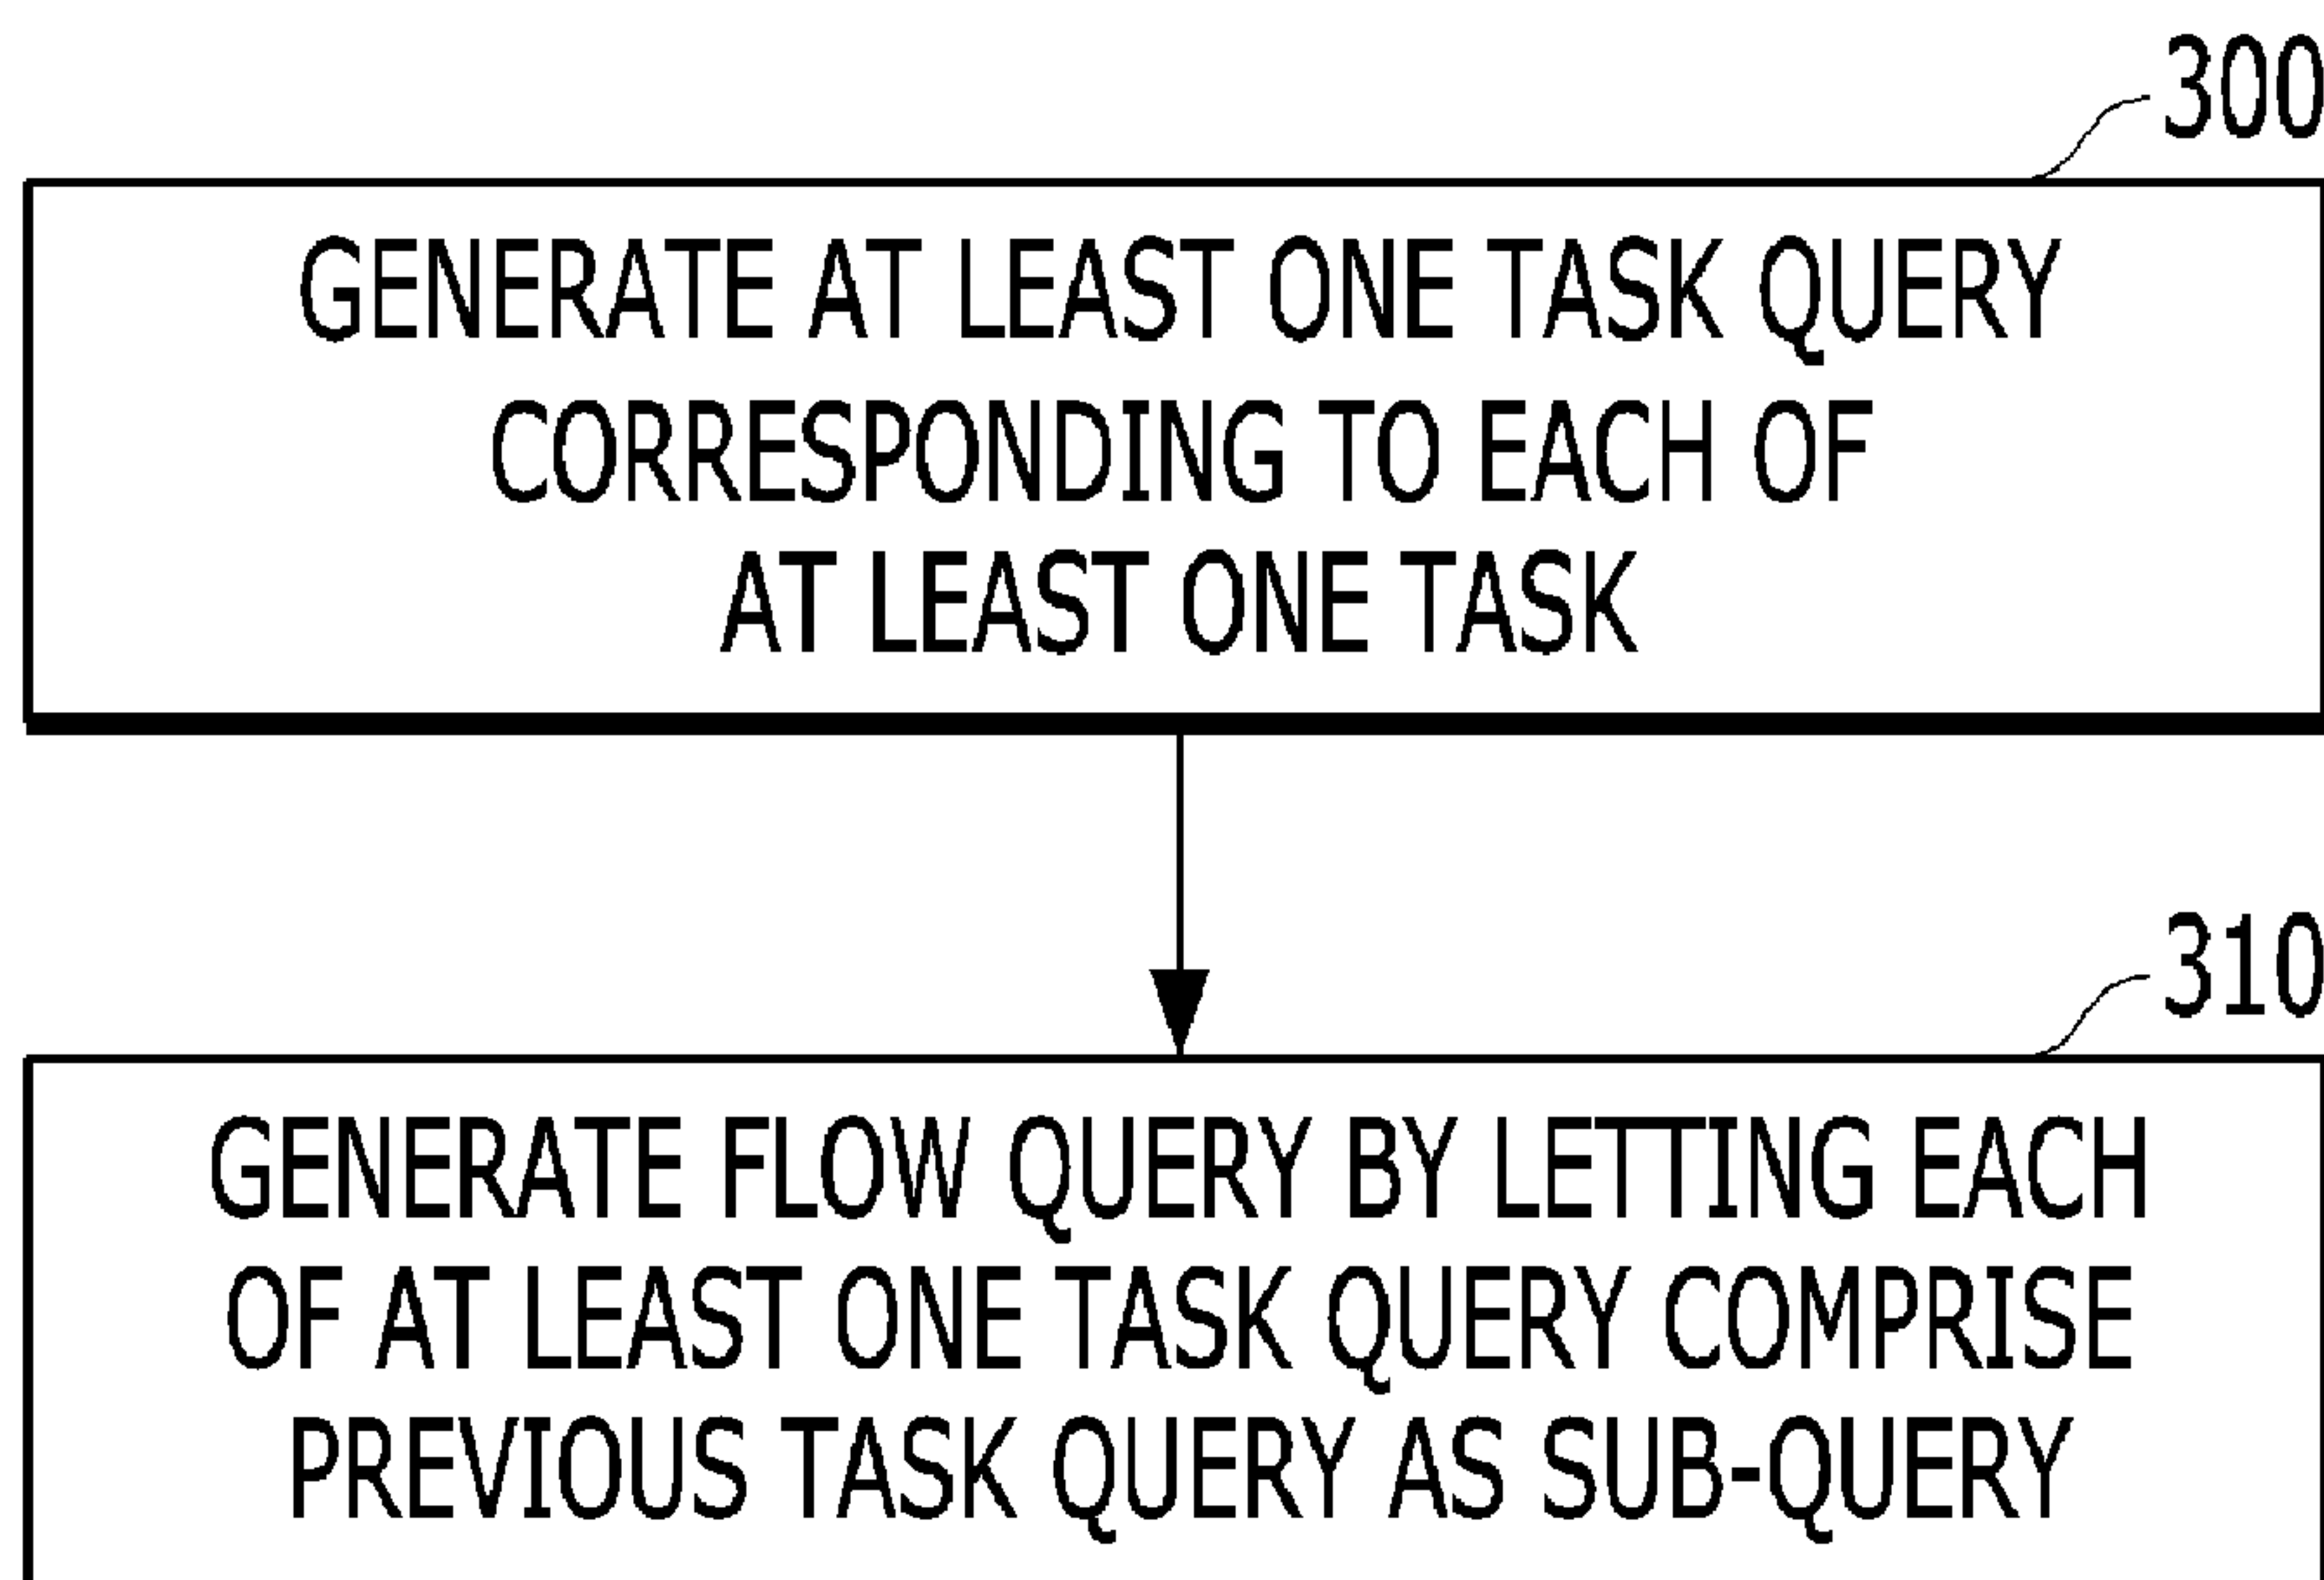 300
GENERATE AT LEAST ONE TASK QUERY
CORRESPONDING TO EACH OF
AT LEAST ONE TASK
310
GENERATE FLOW QUERY BY LETTING EACH
OF AT LEAST ONE TASK QUERY COMPRISE
PREVIOUS TASK QUERY AS SUB-QUERY